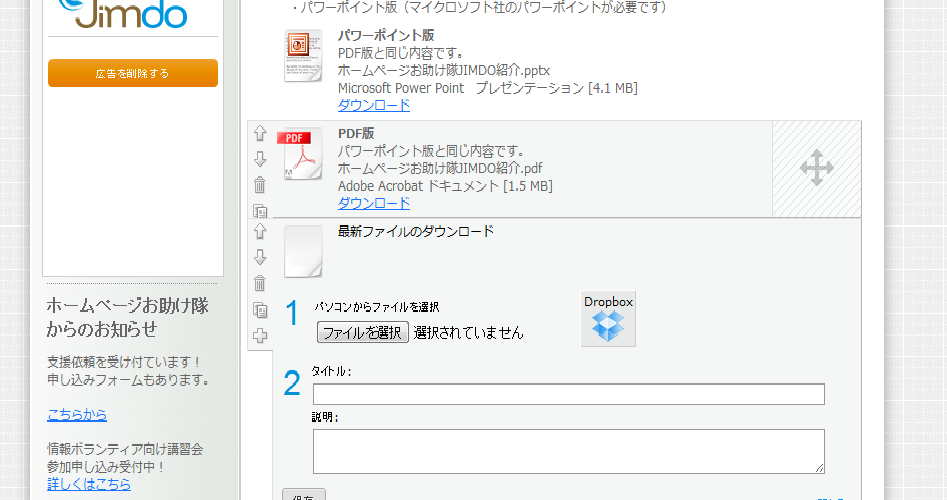 Jimdo
広告を削除する
ホームページお助け隊
からのお知らせ
支援依頼を受け付ています！
申し込みフォームもあります。
こちらから
情報ボランティア向け講習会
参加申し込み受付中！
詳しくはこちら
・パワーポイント版（マイクロソフト社のパワーポイントが必要です）
パワーポイント版
PDF版と同じ内容です。
ホームページお助け隊JIMDO紹介.pptx
Microsoft Power Point プレゼンテーション [4.1 MB]
ダウンロード
PDF
PDF版
パワーポイント版と同じ内容です。
ホームページお助け隊JIMDO紹介.pdf
Adobe Acrobat ドキュメント [1.5 MB]
ダウンロード
最新ファイルのダウンロード
1 パソコンからファイルを選択
ファイルを選択 選択されていません
Dropbox
2 タイトル：
説明：
保存